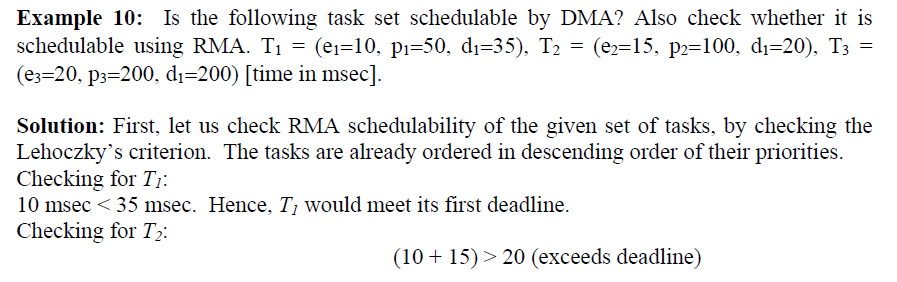 Example 10: Is the following task set schedulable by DMA? Also check whether it is
schedulable using RMA. T₁ = (e₁=10, p₁=50, d₁=35), T₂ = (e₂=15, p₂=100, d₁=20), T₃ =
(e₃=20, p₃=200, d₁=200) [time in msec].
Solution: First, let us check RMA schedulability of the given set of tasks, by checking the
Lehoczky’s criterion. The tasks are already ordered in descending order of their priorities.
Checking for T₁:
10 msec < 35 msec. Hence, T₁ would meet its first deadline.
Checking for T₂:
(10 + 15) > 20 (exceeds deadline)